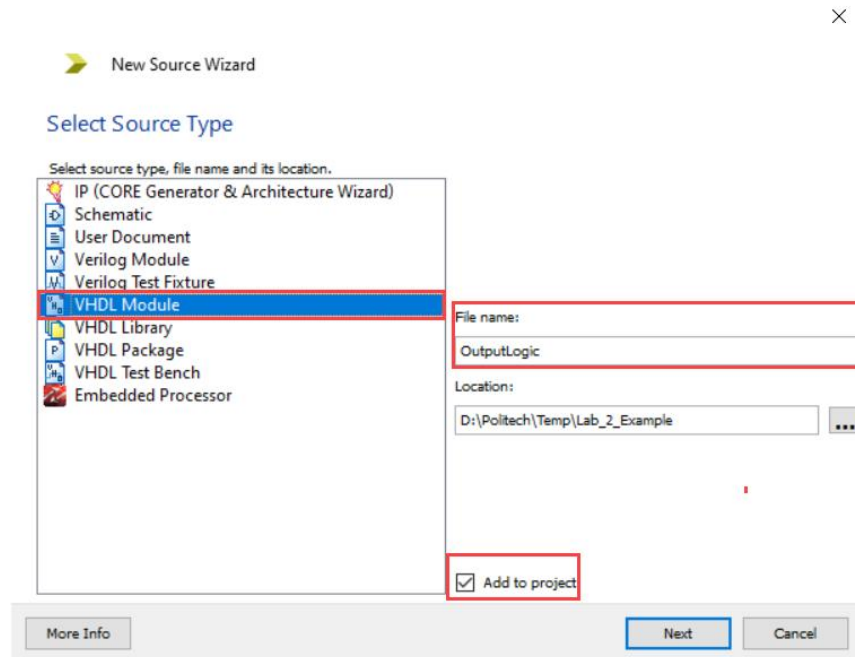 New Source Wizard
Select Source Type
Select source type, file name and its location.
IP (CORE Generator & Architecture Wizard)
Schematic
User Document
Verilog Module
Verilog Test Fixture
VHDL Module
VHDL Library
VHDL Package
VHDL Test Bench
Embedded Processor
File name:
OutputLogic
Location:
D:\Politech\Temp\Lab_2_Example
...
Add to project
More Info
Next
Cancel